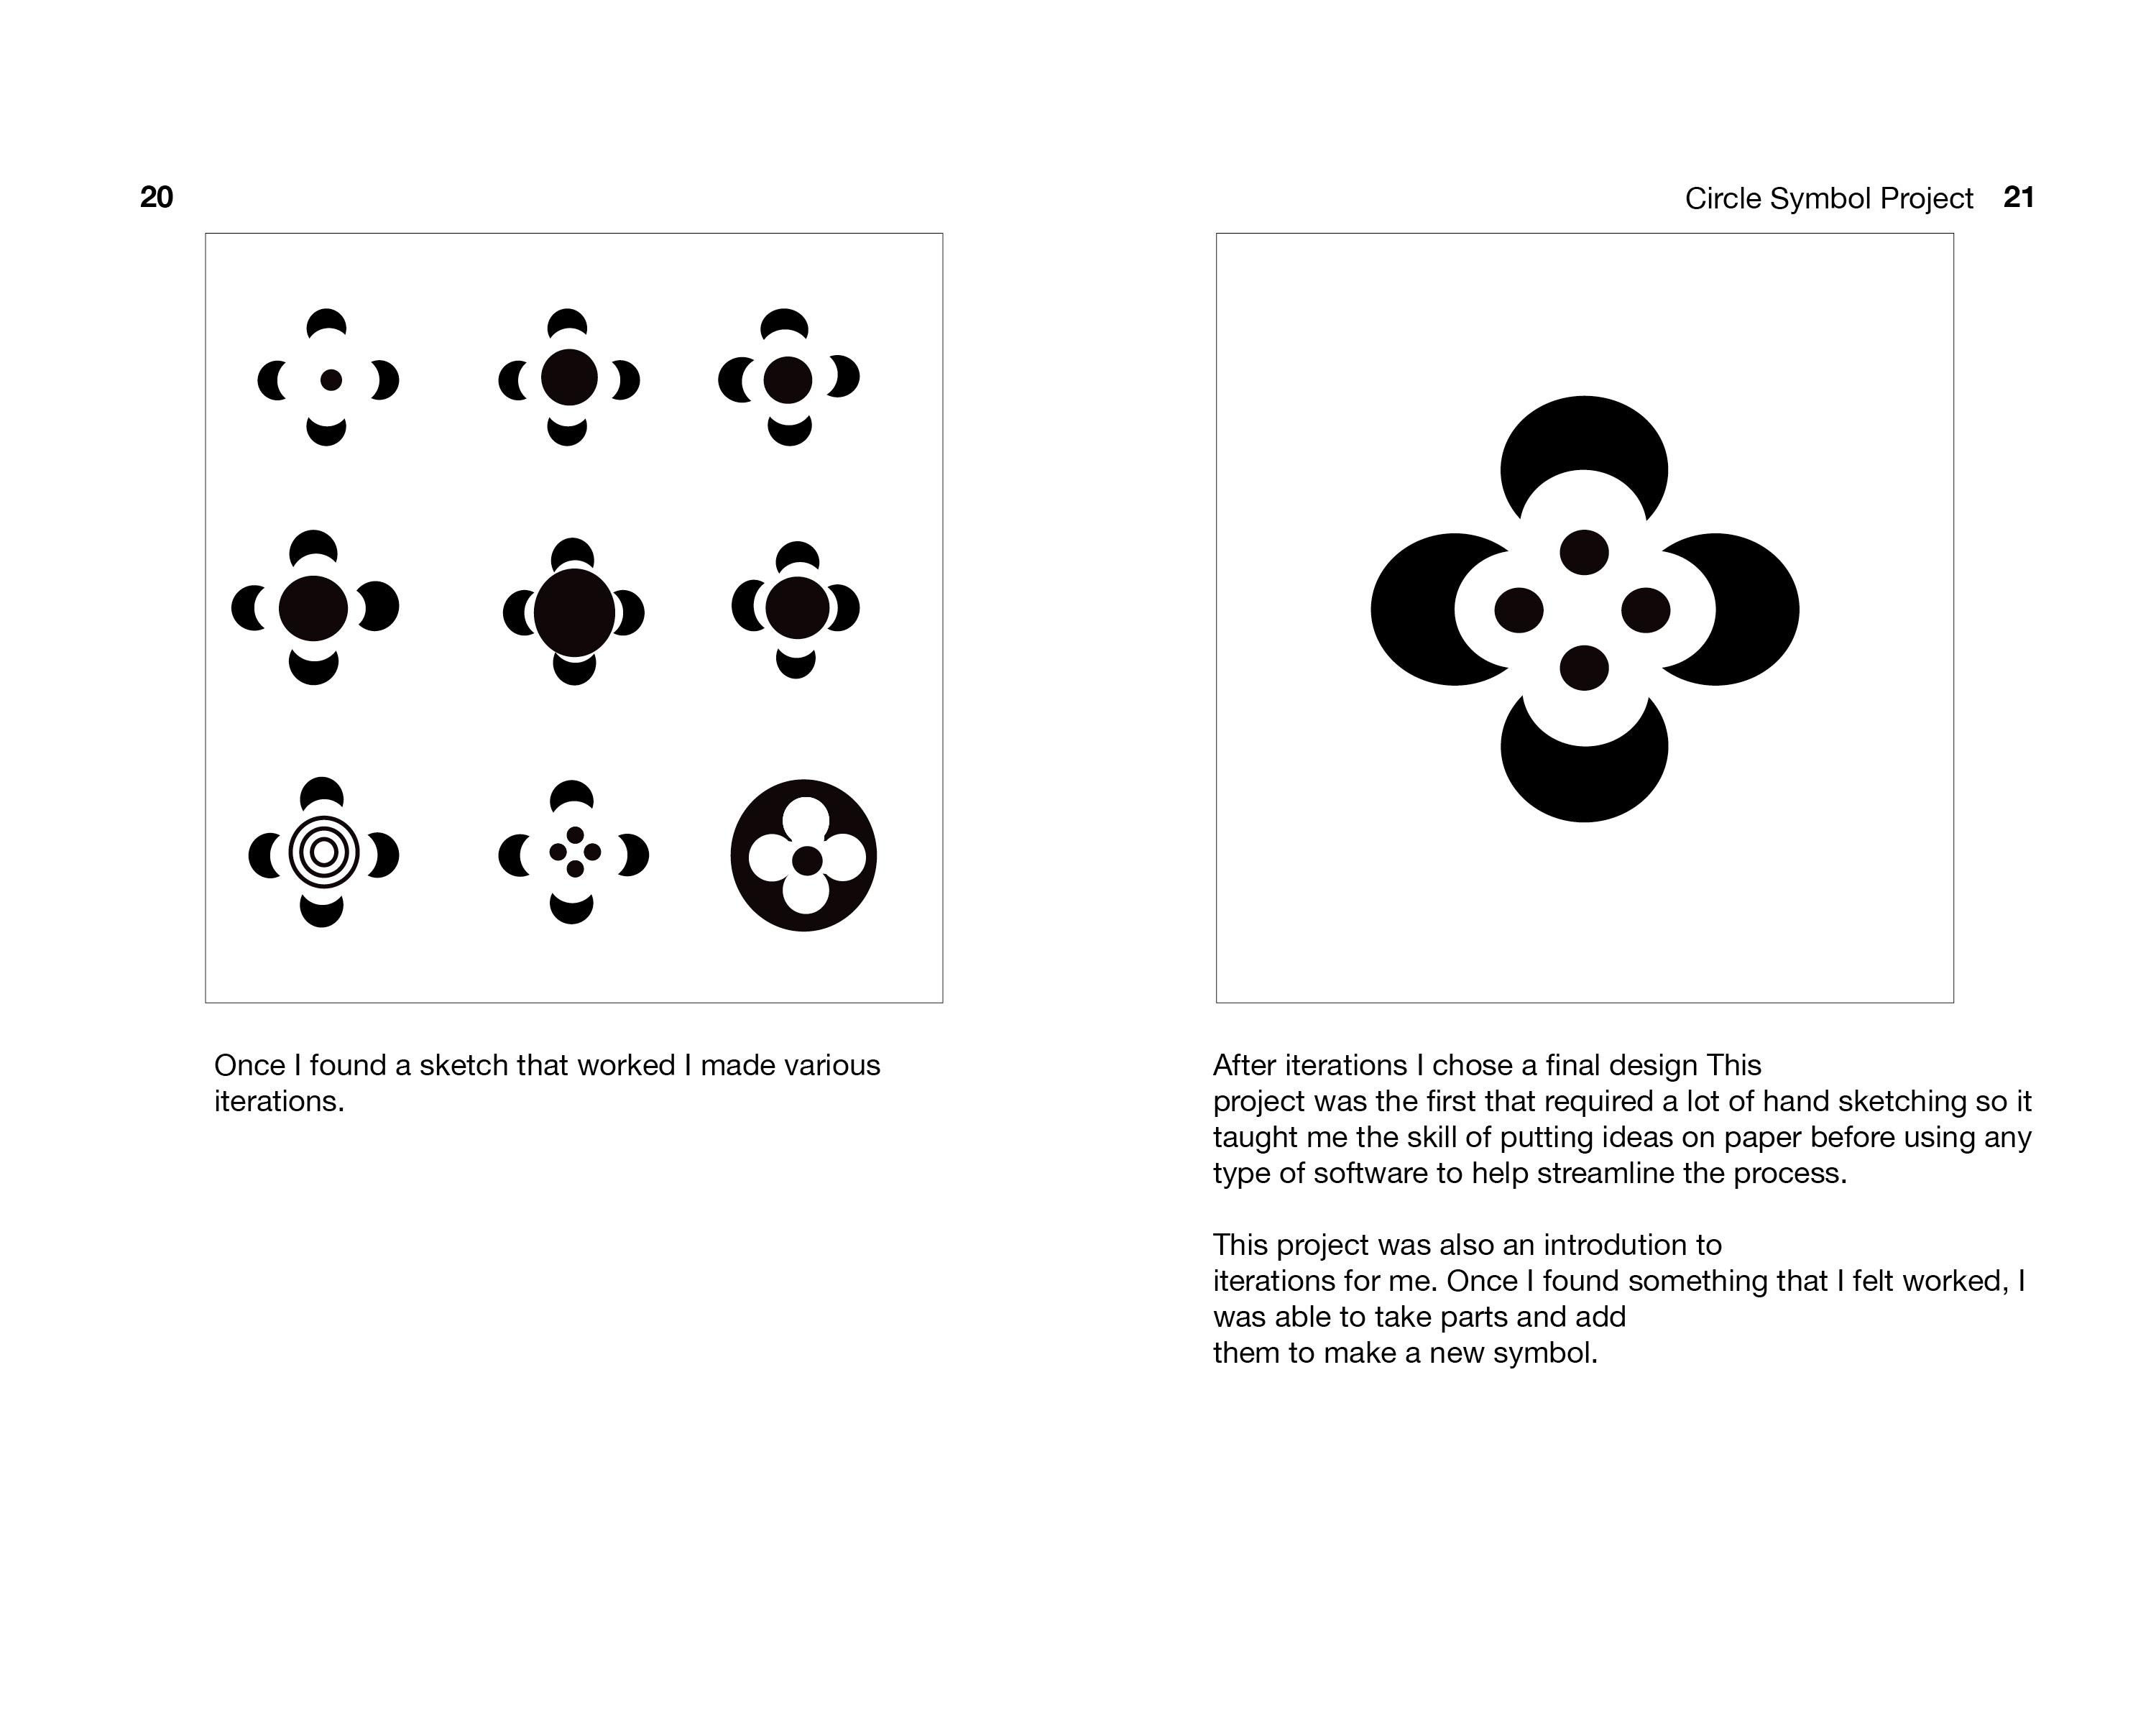 20
Circle Symbol Project 21
Once I found a sketch that worked I made various
iterations.
After iterations I chose a final design This
project was the first that required a lot of hand sketching so it
taught me the skill of putting ideas on paper before using any
type of software to help streamline the process.
This project was also an introdution to
iterations for me. Once I found something that I felt worked, I
was able to take parts and add
them to make a new symbol.